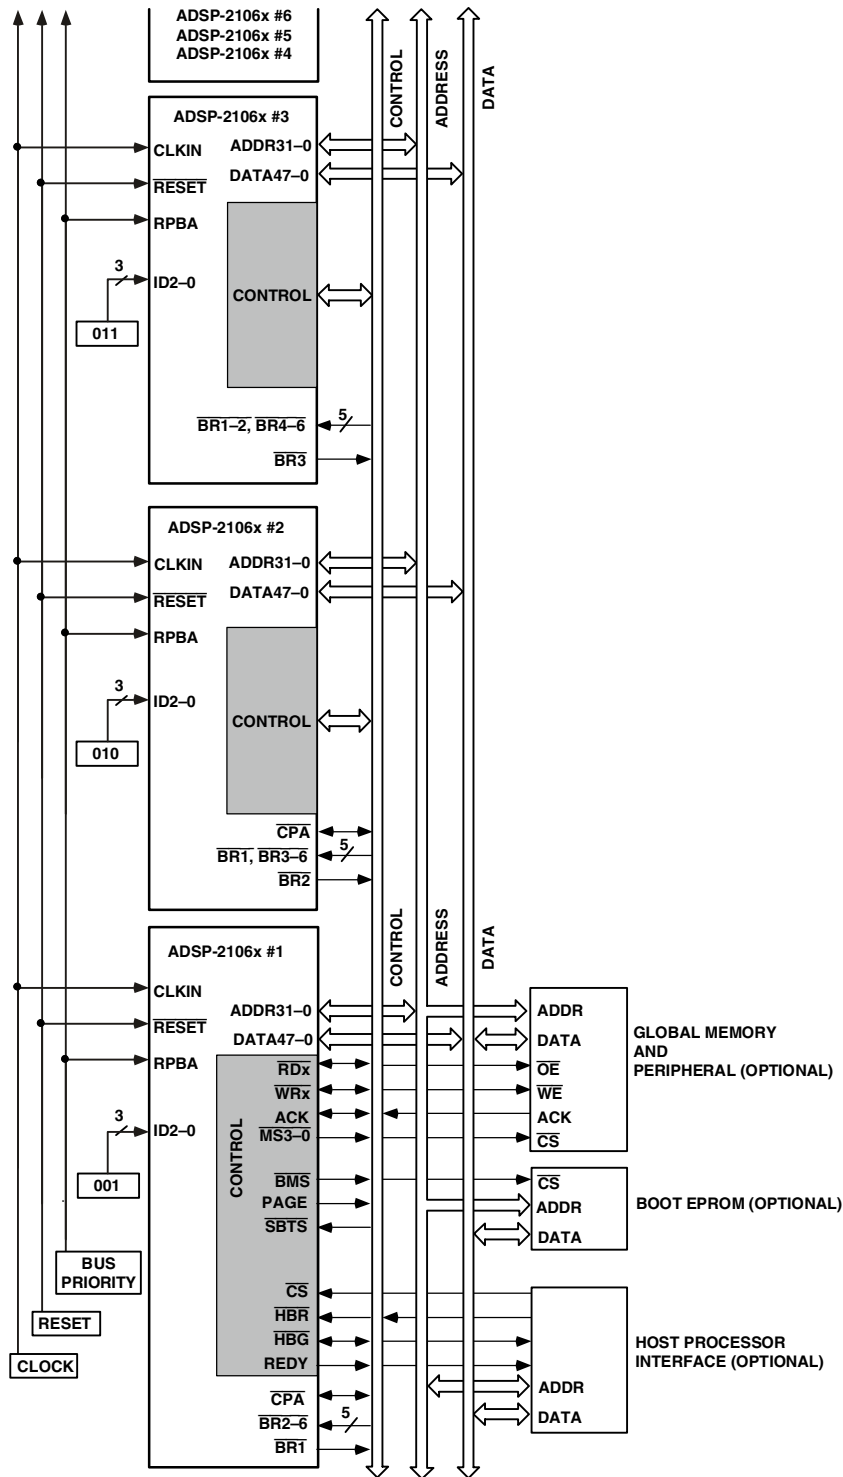 ADSP-2106x #6
ADSP-2106x #5
ADSP-2106x #4
CONTROL
ADDRESS
DATA
ADSP-2106x #3
CLKIN
ADDR31–0
DATA47–0
RESET
RPBA
3
ID2–0
CONTROL
011
BR1–2, BR4–6
5
BR3
ADSP-2106x #2
CLKIN
ADDR31–0
DATA47–0
RESET
RPBA
3
ID2–0
CONTROL
010
CPA
BR1, BR3–6
5
BR2
CONTROL
ADDRESS
DATA
ADSP-2106x #1
CLKIN
ADDR31–0
RESET
DATA47–0
RPBA
CONTROL
RDx
WRx
ACK
MS3–0
3
ID2–0
001
BMS
PAGE
SBTS
CS
HBR
HBG
REDY
CPA
BR2–6
5
BR1
ADDR
DATA
OE
WE
ACK
CS
GLOBAL MEMORY
AND
PERIPHERAL (OPTIONAL)
CS
ADDR
DATA
BOOT EPROM (OPTIONAL)
HOST PROCESSOR
INTERFACE (OPTIONAL)
ADDR
DATA
BUS
PRIORITY
RESET
CLOCK